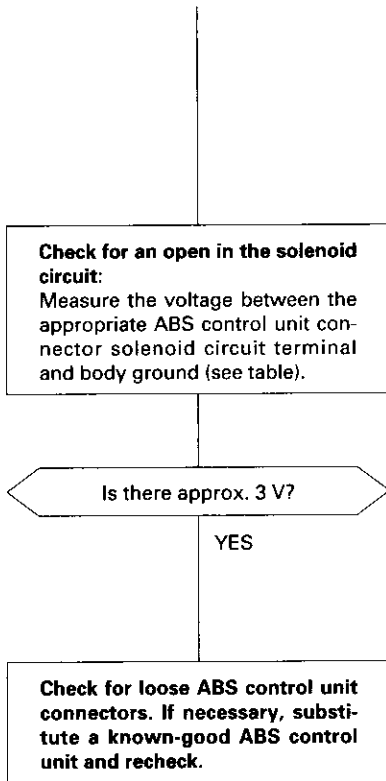 Check for an open in the solenoid
circuit:
Measure the voltage between the
appropriate ABS control unit con-
nector solenoid circuit terminal
and body ground (see table).
Is there approx. 3 V?
YES
Check for loose ABS control unit
connectors. If necessary, substi-
tute a known-good ABS control
unit and recheck.